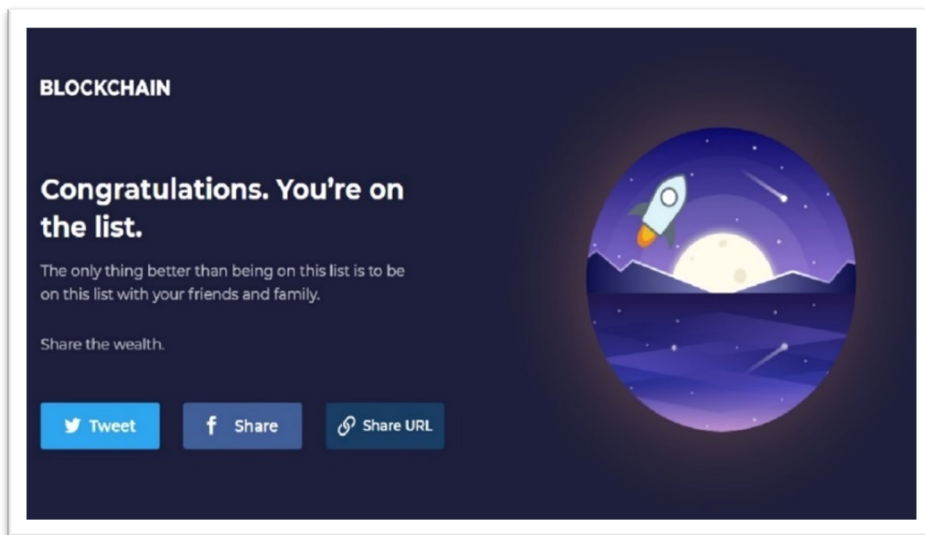 BLOCKCHAIN
Congratulations. You're on
the list.
The only thing better than being on this list is to be
on this list with your friends and family.
Share the wealth.
Tweet
Share
Share URL